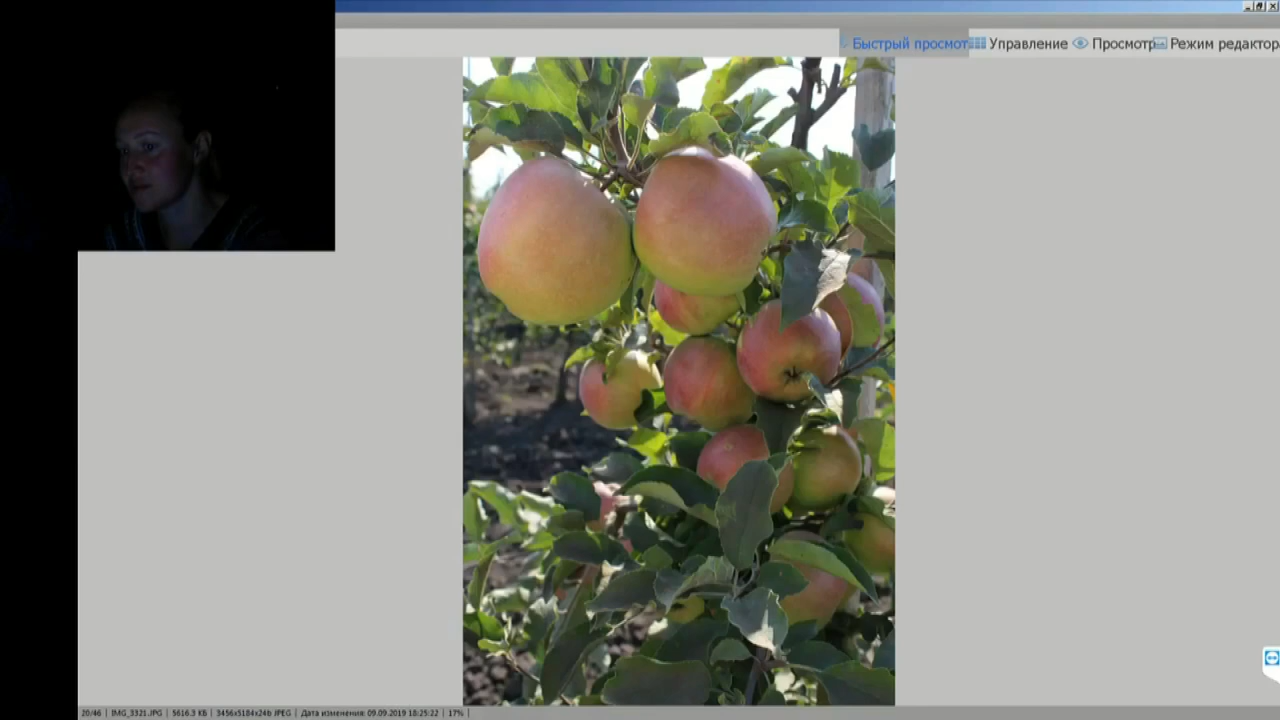 Быстрый просмот Управление Просмотр Режим редактор
20/46 | IMG_3321.JPG | 5616.3 КБ | 3456x5184x24b JPEG | Дата изменения: 09.09.2019 18:25:22 | 17% |